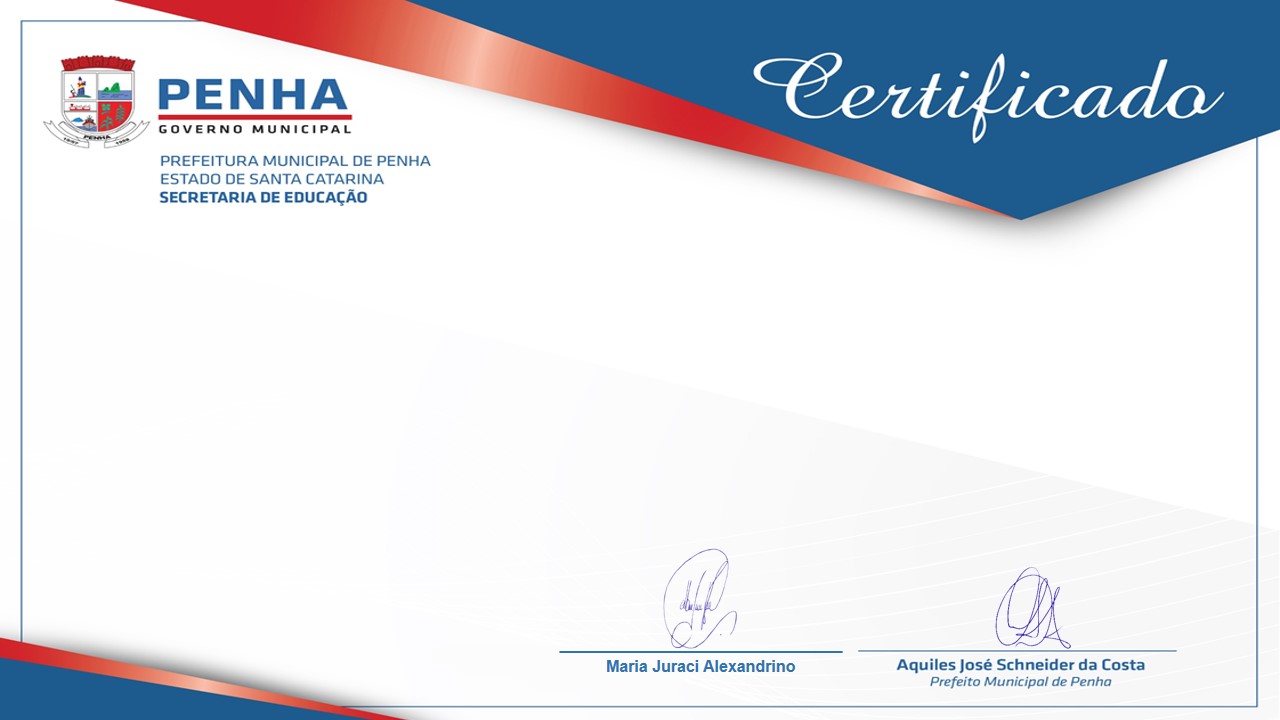 Certificado
PENHA
GOVERNO MUNICIPAL
PENHA
PREFEITURA MUNICIPAL DE PENHA
ESTADO DE SANTA CATARINA
SECRETARIA DE EDUCAÇÃO
Maria Juraci Alexandrino
Aquiles José Schneider da Costa
Prefeito Municipal de Penha